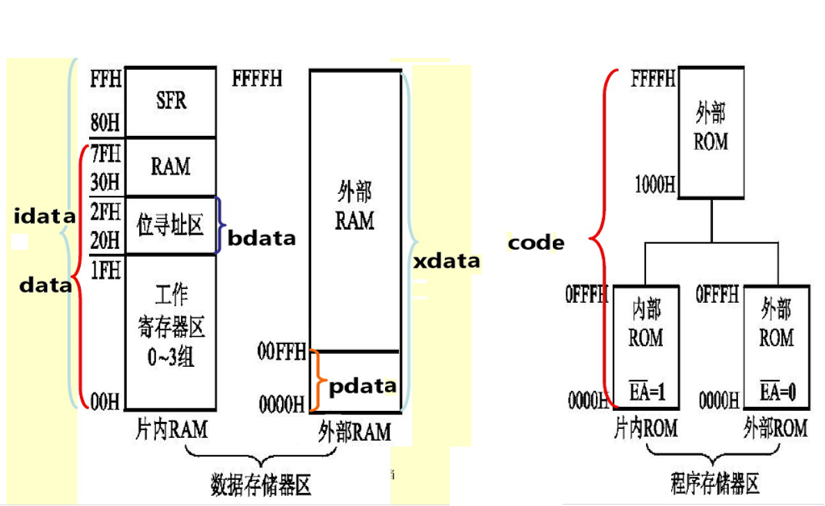 FFH
SFR
80H
7FH
RAM
30H
2FH
位寻址区
20H
1FH
工作
寄存器区
0~3组
00H
片内RAM
idata
data
bdata
FFFFH
外部
RAM
00FFH
pdata
0000H
外部RAM
xdata
数据存储器区
code
FFFFH
外部
ROM
1000H
0FFFH
内部
ROM
E̅A̅=1
0000H
片内ROM
0FFFH
外部
ROM
E̅A̅=0
0000H
外部ROM
程序存储器区